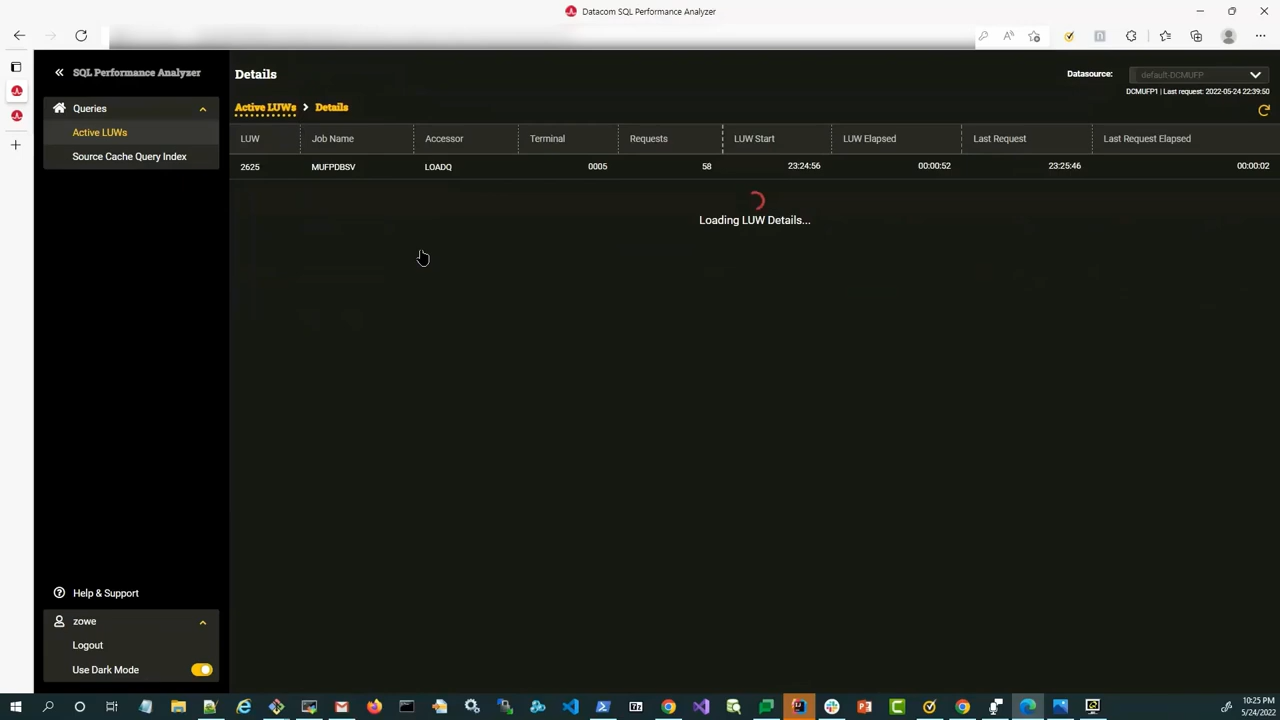 Datacom SQL Performance Analyzer
SQL Performance Analyzer
Queries
Active LUWs
Source Cache Query Index
Details
Datasource:
default-DCMUFP
DCMUFP1 | Last request: 2022-05-24 22:39:50
Active LUWs > Details
LUW Job Name Accessor Terminal Requests LUW Start LUW Elapsed Last Request Last Request Elapsed
2625 MUFPDBSV LOADQ 0005 58 23:24:56 00:00:52 23:25:46 00:00:02
Loading LUW Details...
Help & Support
zowe
Logout
Use Dark Mode
10:25 PM
5/24/2022